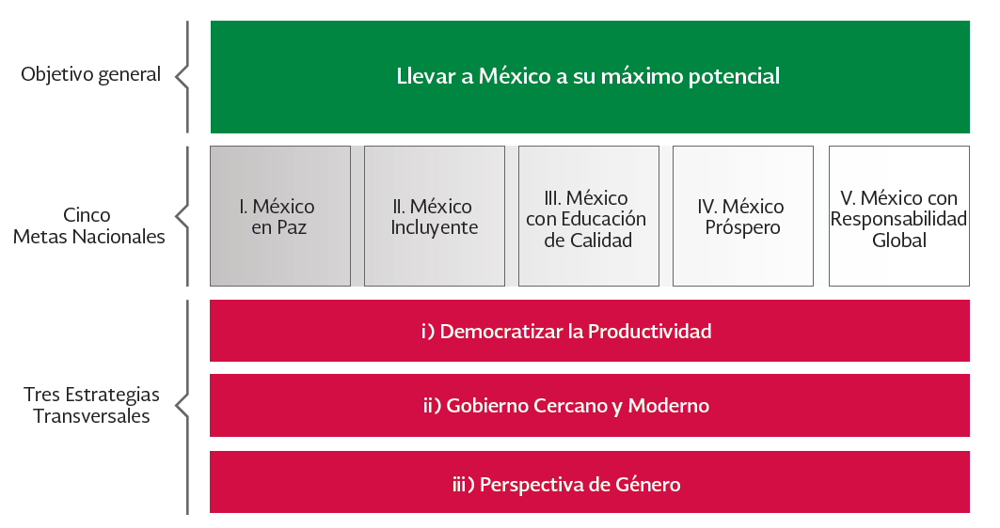 Objetivo general
Llevar a México a su máximo potencial
Cinco
Metas Nacionales
I. México
en Paz
II. México
Incluyente
III. México
con Educación
de Calidad
IV. México
Próspero
V. México con
Responsabilidad
Global
Tres Estrategias
Transversales
i) Democratizar la Productividad
ii) Gobierno Cercano y Moderno
iii) Perspectiva de Género